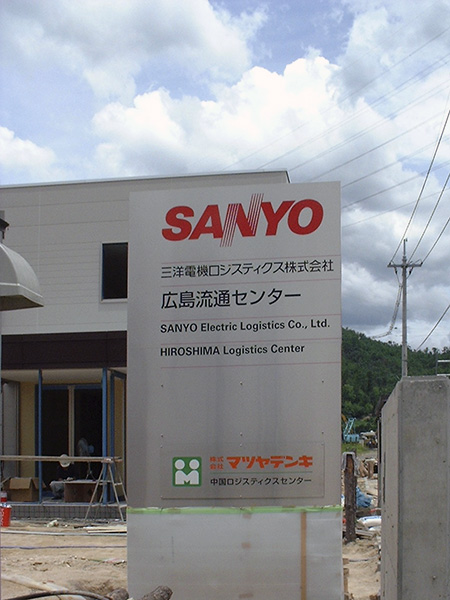 SANYO
三洋電機ロジスティクス株式会社
広島流通センター
SANYO Electric Logistics Co., Ltd.
HIROSHIMA Logistics Center
株式会社 マツヤデンキ
中国ロジスティクスセンター